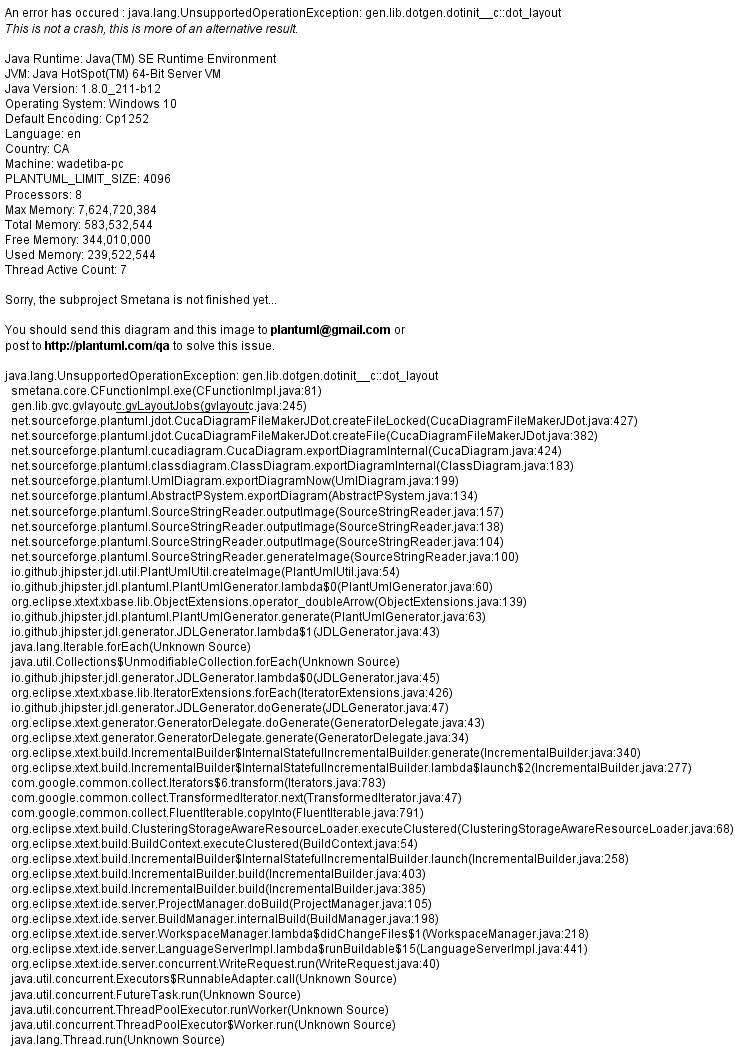 An error has occured : java.lang.UnsupportedOperationException: gen.lib.dotgen.dotinit__c::dot_layout
This is not a crash, this is more of an alternative result.
Java Runtime: Java(TM) SE Runtime Environment
JVM: Java HotSpot(TM) 64-Bit Server VM
Java Version: 1.8.0_211-b12
Operating System: Windows 10
Default Encoding: Cp1252
Language: en
Country: CA
Machine: wadetiba-pc
PLANTUML_LIMIT_SIZE: 4096
Processors: 8
Max Memory: 7,624,720,384
Total Memory: 583,532,544
Free Memory: 344,010,000
Used Memory: 239,522,544
Thread Active Count: 7
Sorry, the subproject Smetana is not finished yet...
You should send this diagram and this image to plantuml@gmail.com or
post to http://plantuml.com/qa to solve this issue.
java.lang.UnsupportedOperationException: gen.lib.dotgen.dotinit__c::dot_layout
smetana.core.CFunctionImpl.exe(CFunctionImpl.java:81)
gen.lib.gvc.gvlayoutc.gvLayoutJobs(gvlayoutc.java:245)
net.sourceforge.plantuml.jdot.CucaDiagramFileMakerJDot.createFileLocked(CucaDiagramFileMakerJDot.java:427)
net.sourceforge.plantuml.jdot.CucaDiagramFileMakerJDot.createFile(CucaDiagramFileMakerJDot.java:382)
net.sourceforge.plantuml.cucadiagram.CucaDiagram.exportDiagramInternal(CucaDiagram.java:424)
net.sourceforge.plantuml.classdiagram.ClassDiagram.exportDiagramInternal(ClassDiagram.java:183)
net.sourceforge.plantuml.UmlDiagram.exportDiagramNow(UmlDiagram.java:199)
net.sourceforge.plantuml.AbstractPSystem.exportDiagram(AbstractPSystem.java:134)
net.sourceforge.plantuml.SourceStringReader.outputImage(SourceStringReader.java:157)
net.sourceforge.plantuml.SourceStringReader.outputImage(SourceStringReader.java:138)
net.sourceforge.plantuml.SourceStringReader.outputImage(SourceStringReader.java:104)
net.sourceforge.plantuml.SourceStringReader.generateImage(SourceStringReader.java:100)
io.github.jhipster.jdl.util.PlantUmlUtil.createImage(PlantUmlUtil.java:54)
io.github.jhipster.jdl.plantuml.PlantUmlGenerator.lambda$0(PlantUmlGenerator.java:60)
org.eclipse.xtext.xbase.lib.ObjectExtensions.operator_doubleArrow(ObjectExtensions.java:139)
io.github.jhipster.jdl.plantuml.PlantUmlGenerator.generate(PlantUmlGenerator.java:63)
io.github.jhipster.jdl.generator.JDLGenerator.lambda$1(JDLGenerator.java:43)
java.lang.Iterable.forEach(Unknown Source)
java.util.Collections$UnmodifiableCollection.forEach(Unknown Source)
io.github.jhipster.jdl.generator.JDLGenerator.lambda$0(JDLGenerator.java:45)
org.eclipse.xtext.xbase.lib.IteratorExtensions.forEach(IteratorExtensions.java:426)
io.github.jhipster.jdl.generator.JDLGenerator.doGenerate(JDLGenerator.java:47)
org.eclipse.xtext.generator.GeneratorDelegate.doGenerate(GeneratorDelegate.java:43)
org.eclipse.xtext.generator.GeneratorDelegate.generate(GeneratorDelegate.java:34)
org.eclipse.xtext.build.IncrementalBuilder$InternalStatefulIncrementalBuilder.generate(IncrementalBuilder.java:340)
org.eclipse.xtext.build.IncrementalBuilder$InternalStatefulIncrementalBuilder.lambda$launch$2(IncrementalBuilder.java:277)
com.google.common.collect.Iterators$6.transform(Iterators.java:783)
com.google.common.collect.TransformedIterator.next(TransformedIterator.java:47)
com.google.common.collect.FluentIterable.copyInto(FluentIterable.java:791)
org.eclipse.xtext.build.ClusteringStorageAwareResourceLoader.executeClustered(ClusteringStorageAwareResourceLoader.java:68)
org.eclipse.xtext.build.BuildContext.executeClustered(BuildContext.java:54)
org.eclipse.xtext.build.IncrementalBuilder$InternalStatefulIncrementalBuilder.launch(IncrementalBuilder.java:258)
org.eclipse.xtext.build.IncrementalBuilder.build(IncrementalBuilder.java:403)
org.eclipse.xtext.build.IncrementalBuilder.build(IncrementalBuilder.java:385)
org.eclipse.xtext.ide.server.ProjectManager.doBuild(ProjectManager.java:105)
org.eclipse.xtext.ide.server.BuildManager.internalBuild(BuildManager.java:198)
org.eclipse.xtext.ide.server.WorkspaceManager.lambda$didChangeFiles$1(WorkspaceManager.java:218)
org.eclipse.xtext.ide.server.LanguageServerImpl.lambda$runBuildable$15(LanguageServerImpl.java:441)
org.eclipse.xtext.ide.server.concurrent.WriteRequest.run(WriteRequest.java:40)
java.util.concurrent.Executors$RunnableAdapter.call(Unknown Source)
java.util.concurrent.FutureTask.run(Unknown Source)
java.util.concurrent.ThreadPoolExecutor.runWorker(Unknown Source)
java.util.concurrent.ThreadPoolExecutor$Worker.run(Unknown Source)
java.lang.Thread.run(Unknown Source)